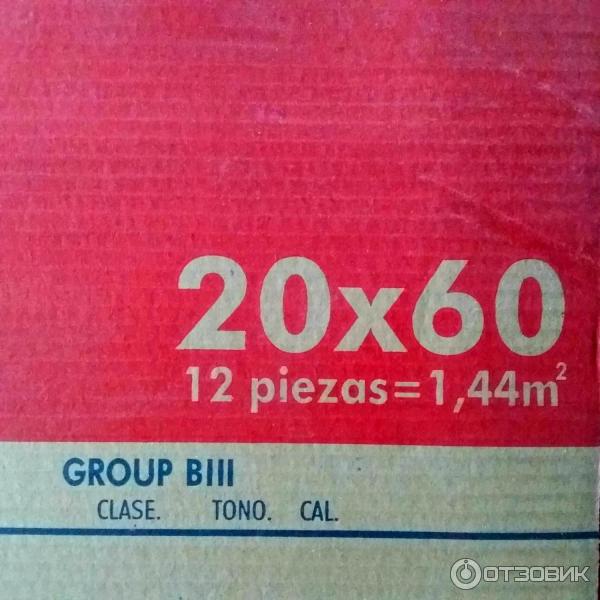 20x60
12 piezas=1,44m²
GROUP BIII
CLASE. TONO. CAL.
ОТЗОВИК